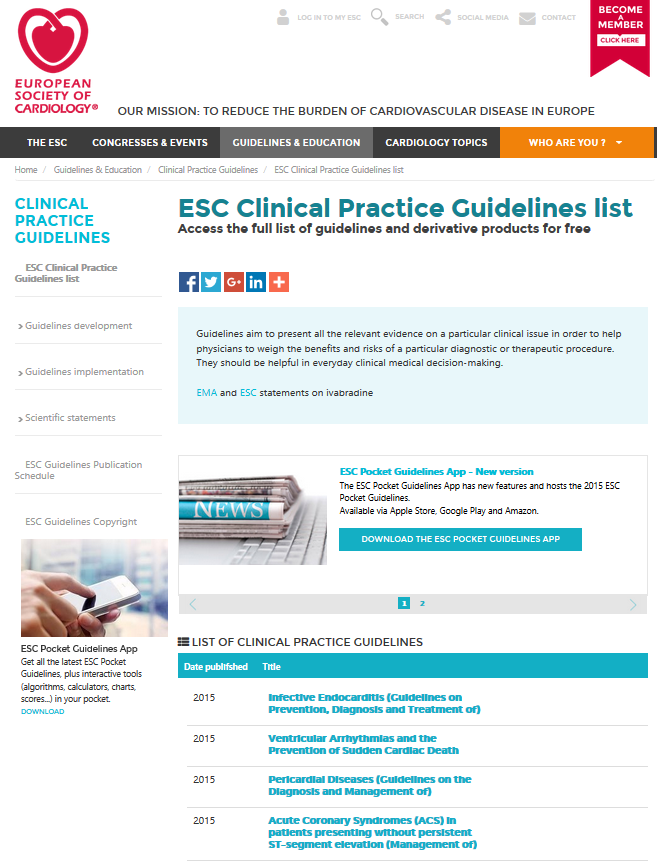 LOG IN TO MY ESC
SEARCH
SOCIAL MEDIA
CONTACT
BECOME
A
MEMBER
CLICK HERE
EUROPEAN
SOCIETY OF
CARDIOLOGY®
OUR MISSION: TO REDUCE THE BURDEN OF CARDIOVASCULAR DISEASE IN EUROPE
THE ESC
CONGRESSES & EVENTS
GUIDELINES & EDUCATION
CARDIOLOGY TOPICS
WHO ARE YOU ?
Home / Guidelines & Education / Clinical Practice Guidelines / ESC Clinical Practice Guidelines list
CLINICAL
PRACTICE
GUIDELINES
ESC Clinical Practice
Guidelines list
Guidelines development
Guidelines implementation
Scientific statements
ESC Guidelines Publication
Schedule
ESC Guidelines Copyright
ESC Pocket Guidelines App
Get all the latest ESC Pocket
Guidelines, plus interactive tools
(algorithms, calculators, charts,
scores...) in your pocket.
DOWNLOAD
ESC Clinical Practice Guidelines list
Access the full list of guidelines and derivative products for free
f
G+
in
+
Guidelines aim to present all the relevant evidence on a particular clinical issue in order to help
physicians to weigh the benefits and risks of a particular diagnostic or therapeutic procedure.
They should be helpful in everyday clinical medical decision-making.
EMA and ESC statements on ivabradine
NEWS
ESC Pocket Guidelines App - New version
The ESC Pocket Guidelines App has new features and hosts the 2015 ESC
Pocket Guidelines.
Available via Apple Store, Google Play and Amazon.
DOWNLOAD THE ESC POCKET GUIDELINES APP
1 2
LIST OF CLINICAL PRACTICE GUIDELINES
Date published Title
2015 Infective Endocarditis (Guidelines on
Prevention, Diagnosis and Treatment of)
2015 Ventricular Arrhythmias and the
Prevention of Sudden Cardiac Death
2015 Pericardial Diseases (Guidelines on the
Diagnosis and Management of)
2015 Acute Coronary Syndromes (ACS) in
patients presenting without persistent
ST-segment elevation (Management of)